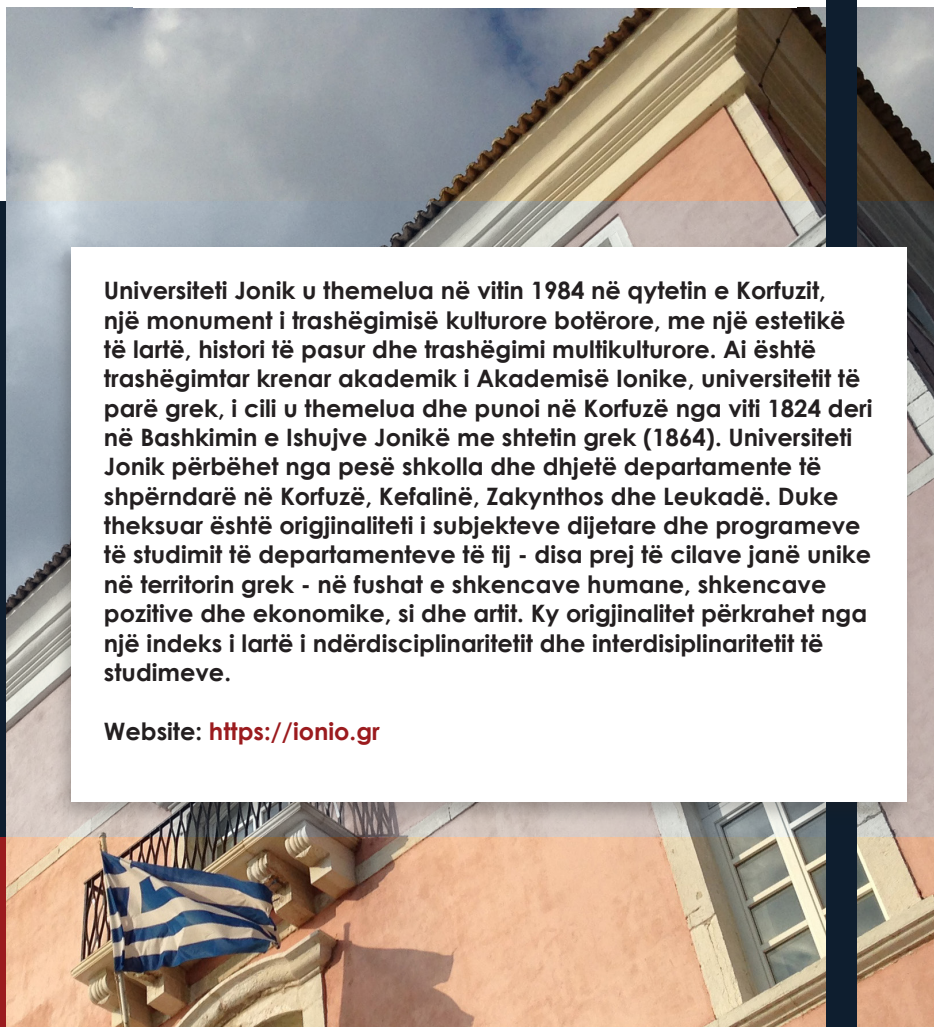 Universiteti Jonik u themelua në vitin 1984 në qytetin e Korfuzit,
një monument i trashëgimisë kulturore botërore, me një estetikë
të lartë, histori të pasur dhe trashëgimi multikulturore. Ai është
trashëgimtar krenar akademik i Akademisë Ionike, universitetit të
parë grek, i cili u themelua dhe punoi në Korfuzë nga viti 1824 deri
në Bashkimin e Ishujve Jonikë me shtetin grek (1864). Universiteti
Jonik përbëhet nga pesë shkolla dhe dhjetë departamente të
shpërndarë në Korfuzë, Kefalinë, Zakynthos dhe Leukadë. Duke
theksuar është origjinaliteti i subjekteve dijetare dhe programeve
të studimit të departamenteve të tij - disa prej të cilave janë unike
në territorin grek - në fushat e shkencave humane, shkencave
pozitive dhe ekonomike, si dhe artit. Ky origjinalitet përkrahet nga
një indeks i lartë i ndërdisciplinaritetit dhe interdisiplinaritetit të
studimeve.
Website: https://ionio.gr